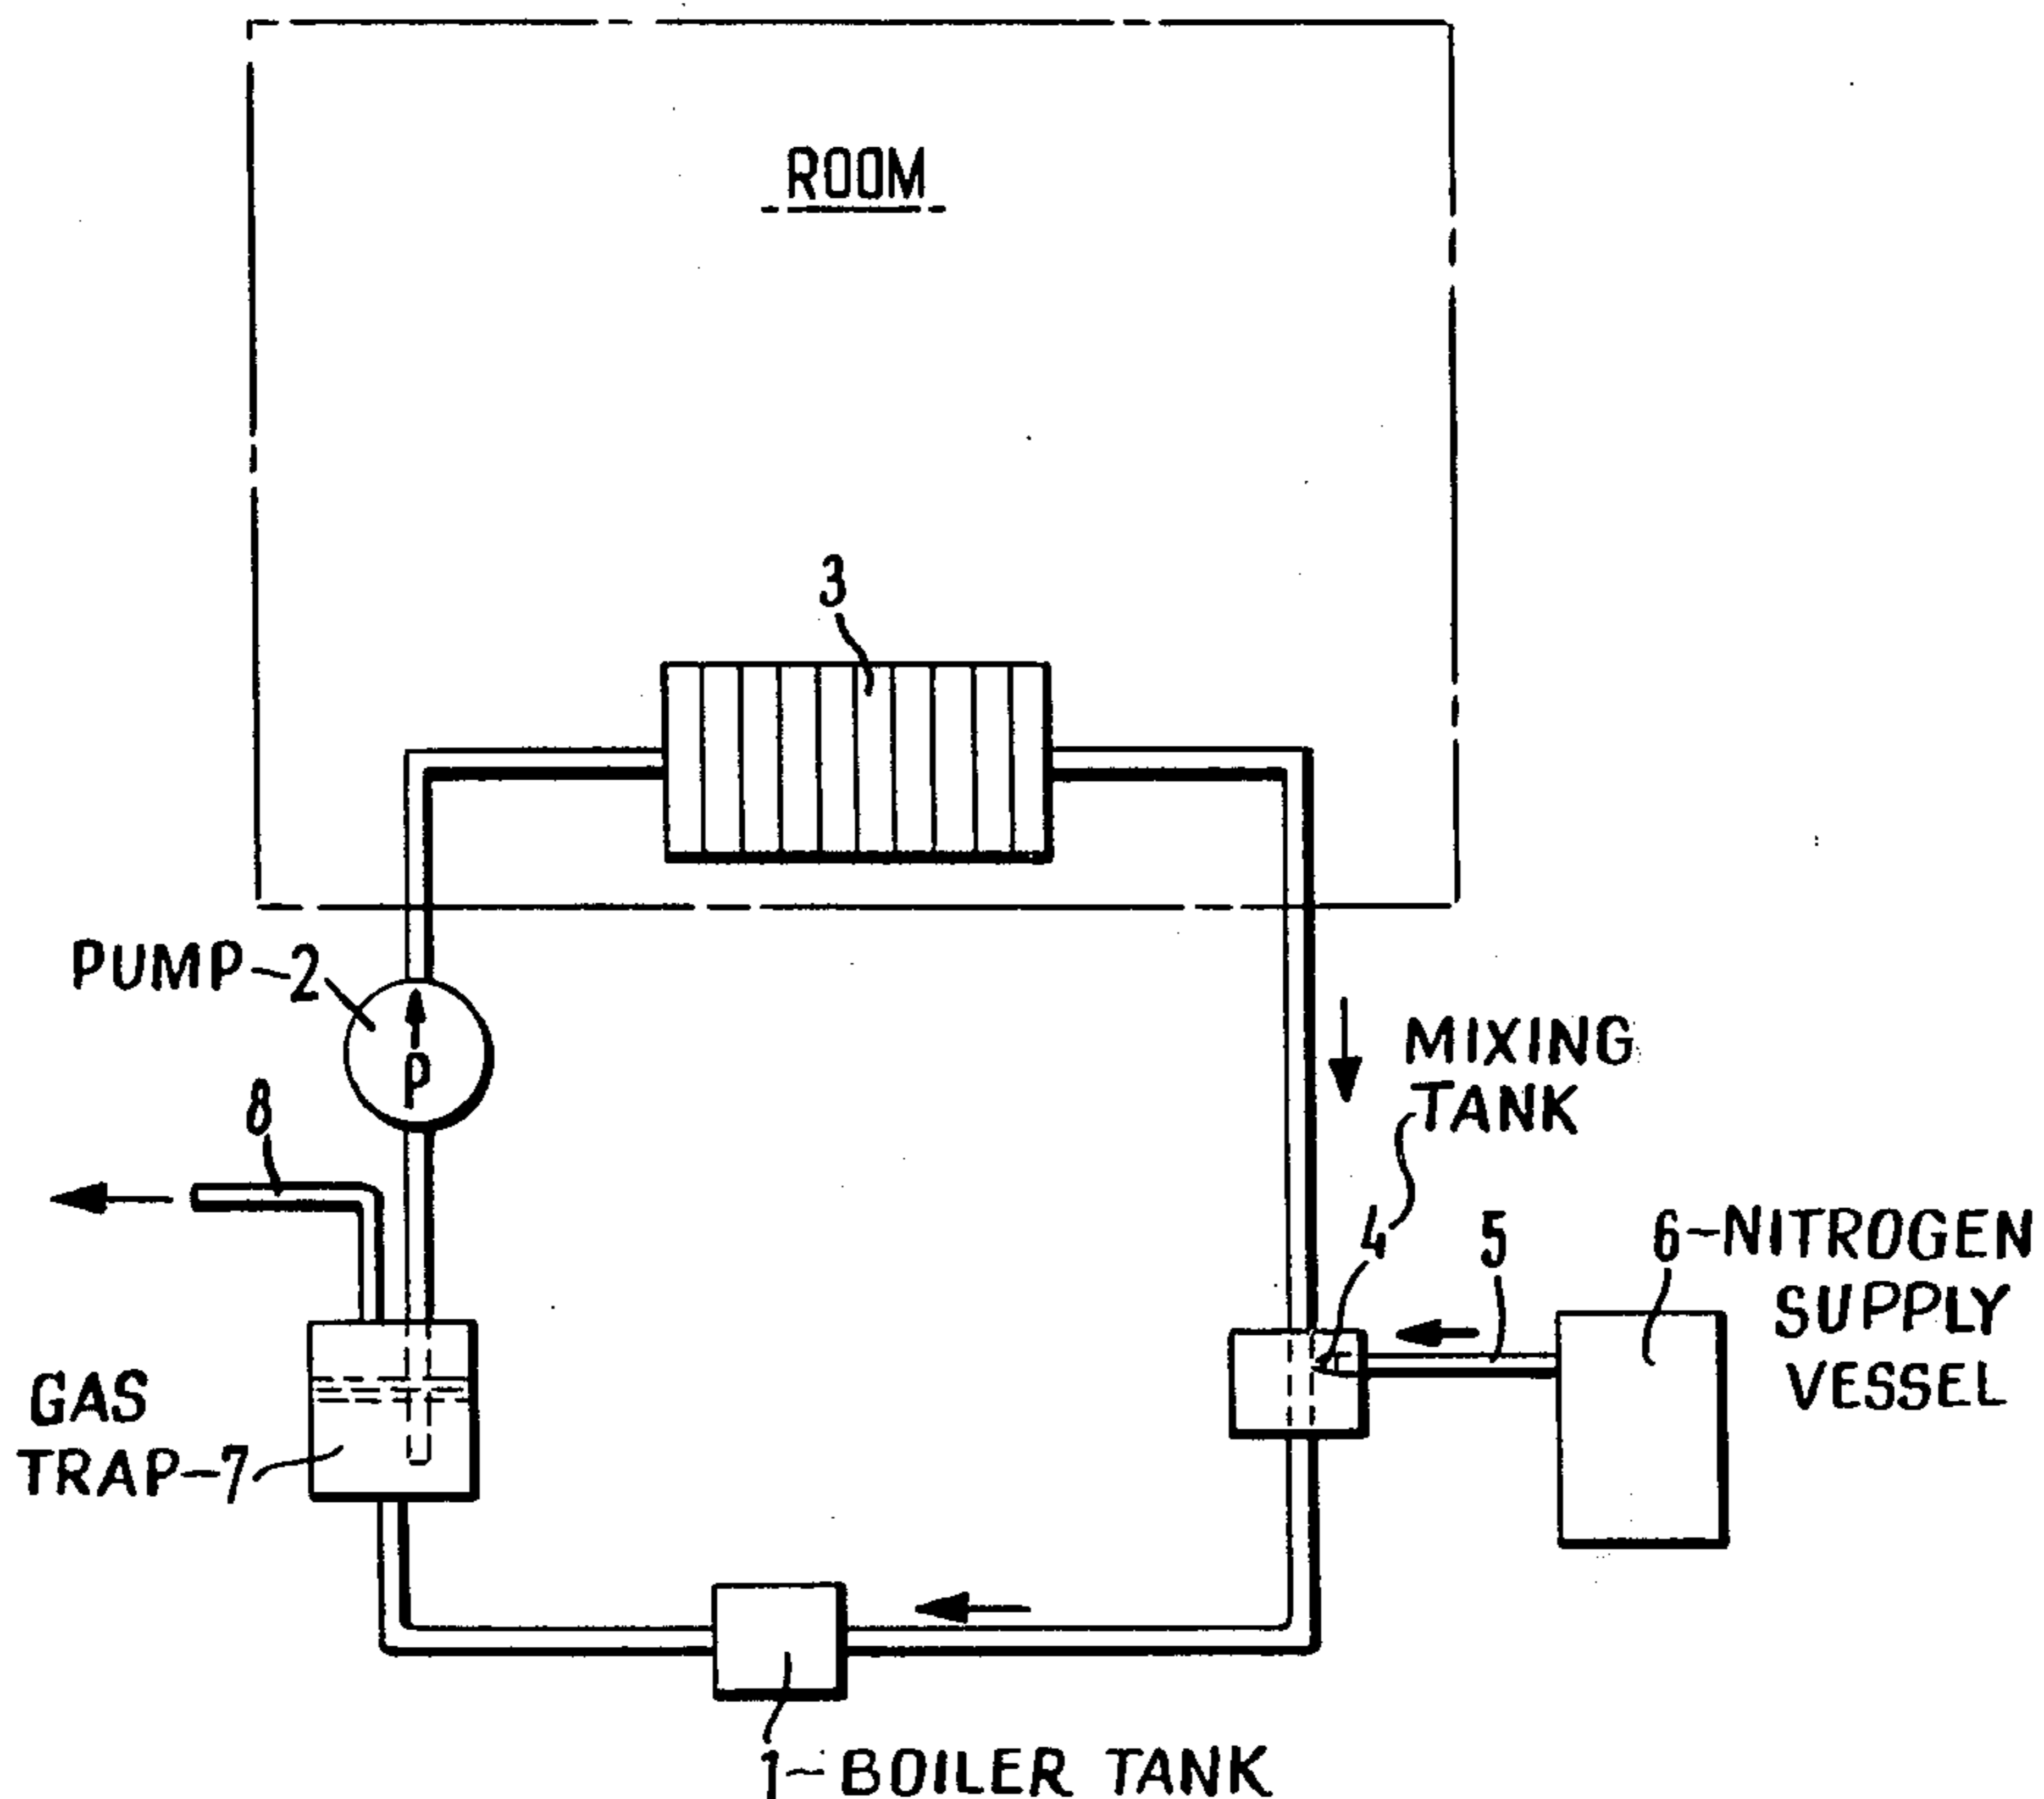 ROOM
3
PUMP-2
P
8
MIXING
TANK
4
5
6-NITROGEN
SUPPLY
VESSEL
GAS
TRAP-7
1-BOILER TANK